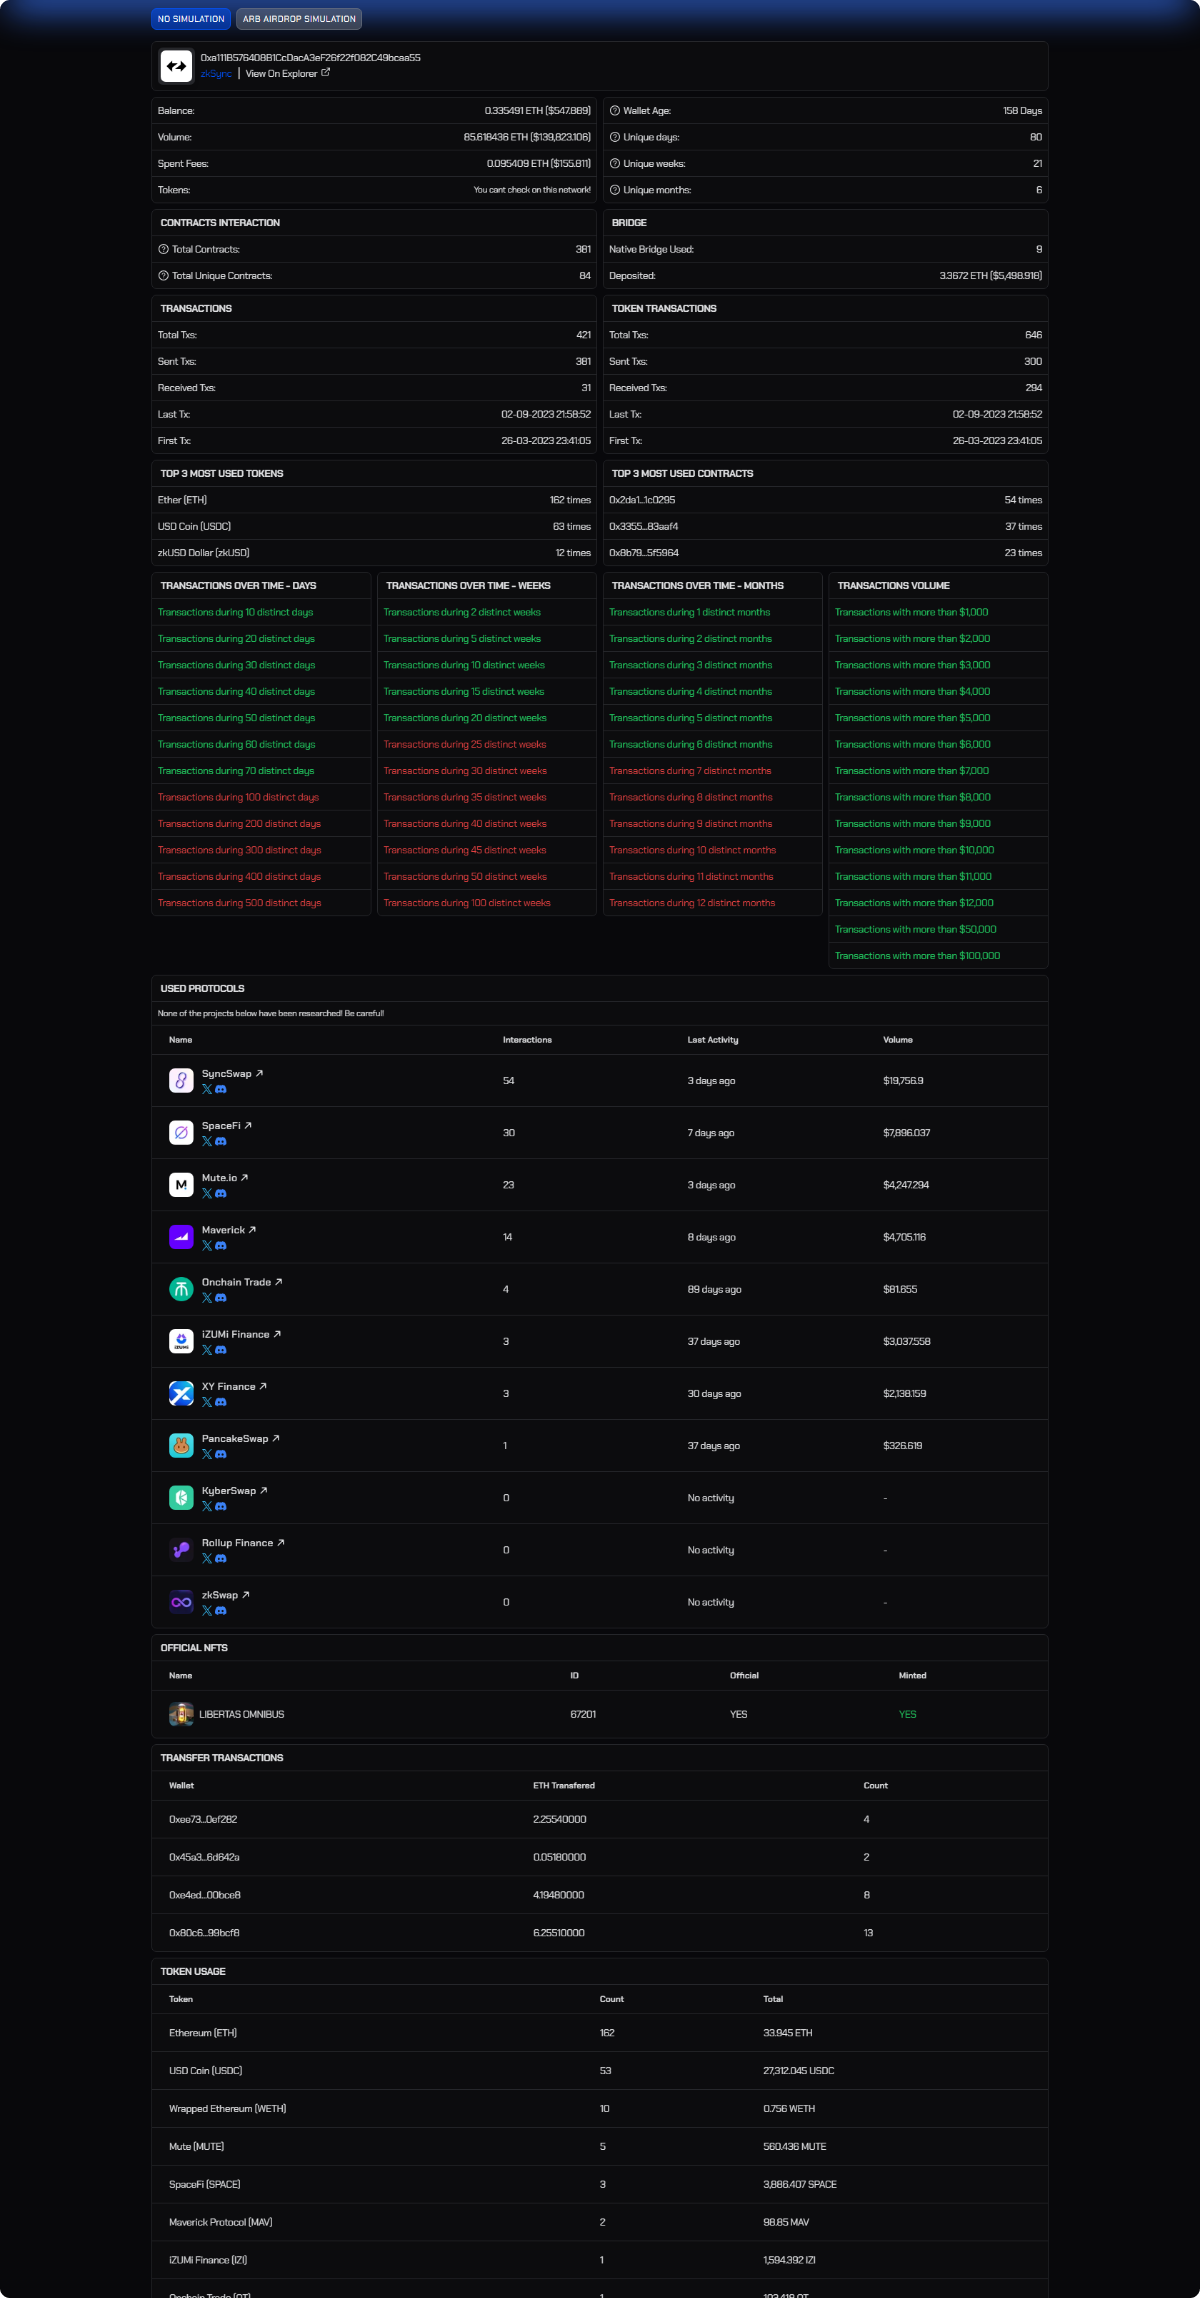 NO SIMULATION ARB AIRDROP SIMULATION
0xa111B576408B1CcDacA3eF26f22f082C49bcaa55
zkSync | View On Explorer
Balance: 0.335491 ETH ($547.889)
Volume: 85.618436 ETH ($139,823.106)
Spent Fees: 0.095409 ETH ($155.811)
Tokens: You cant check on this network!
Wallet Age: 158 Days
Unique days: 80
Unique weeks: 21
Unique months: 6
CONTRACTS INTERACTION
Total Contracts: 381
Total Unique Contracts: 84
BRIDGE
Native Bridge Used: 9
Deposited: 3.3672 ETH ($5,498.918)
TRANSACTIONS
Total Txs: 421
Sent Txs: 381
Received Txs: 31
Last Tx: 02-09-2023 21:58:52
First Tx: 26-03-2023 23:41:05
TOKEN TRANSACTIONS
Total Txs: 646
Sent Txs: 300
Received Txs: 294
Last Tx: 02-09-2023 21:58:52
First Tx: 26-03-2023 23:41:05
TOP 3 MOST USED TOKENS
Ether (ETH) 162 times
USD Coin (USDC) 63 times
zkUSD Dollar (zkUSD) 12 times
TOP 3 MOST USED CONTRACTS
0x2da1...1c0295 54 times
0x3355...83aaf4 37 times
0x8b79...5f5964 23 times
TRANSACTIONS OVER TIME - DAYS
Transactions during 10 distinct days
Transactions during 20 distinct days
Transactions during 30 distinct days
Transactions during 40 distinct days
Transactions during 50 distinct days
Transactions during 60 distinct days
Transactions during 70 distinct days
Transactions during 100 distinct days
Transactions during 200 distinct days
Transactions during 300 distinct days
Transactions during 400 distinct days
Transactions during 500 distinct days
TRANSACTIONS OVER TIME - WEEKS
Transactions during 2 distinct weeks
Transactions during 5 distinct weeks
Transactions during 10 distinct weeks
Transactions during 15 distinct weeks
Transactions during 20 distinct weeks
Transactions during 25 distinct weeks
Transactions during 30 distinct weeks
Transactions during 35 distinct weeks
Transactions during 40 distinct weeks
Transactions during 45 distinct weeks
Transactions during 50 distinct weeks
Transactions during 100 distinct weeks
TRANSACTIONS OVER TIME - MONTHS
Transactions during 1 distinct months
Transactions during 2 distinct months
Transactions during 3 distinct months
Transactions during 4 distinct months
Transactions during 5 distinct months
Transactions during 6 distinct months
Transactions during 7 distinct months
Transactions during 8 distinct months
Transactions during 9 distinct months
Transactions during 10 distinct months
Transactions during 11 distinct months
Transactions during 12 distinct months
TRANSACTIONS VOLUME
Transactions with more than $1,000
Transactions with more than $2,000
Transactions with more than $3,000
Transactions with more than $4,000
Transactions with more than $5,000
Transactions with more than $6,000
Transactions with more than $7,000
Transactions with more than $8,000
Transactions with more than $9,000
Transactions with more than $10,000
Transactions with more than $11,000
Transactions with more than $12,000
Transactions with more than $50,000
Transactions with more than $100,000
USED PROTOCOLS
None of the projects below have been researched! Be careful!
Name Interactions Last Activity Volume
SyncSwap 54 3 days ago $19,756.9
SpaceFi 30 7 days ago $7,896.037
Mute.io 23 3 days ago $4,247.294
Maverick 14 8 days ago $4,705.116
Onchain Trade 4 89 days ago $81.655
iZUMi Finance 3 37 days ago $3,037.558
XY Finance 3 30 days ago $2,138.159
PancakeSwap 1 37 days ago $326.619
KyberSwap 0 No activity -
Rollup Finance 0 No activity -
zkSwap 0 No activity -
OFFICIAL NFTS
Name ID Official Minted
LIBERTAS OMNIBUS 67201 YES YES
TRANSFER TRANSACTIONS
Wallet ETH Transfered Count
0xee73...0ef282 2.25540000 4
0x45a3...6d642a 0.05180000 2
0xe4ed...00bce8 4.19480000 8
0x80c6...99bcf8 6.25510000 13
TOKEN USAGE
Token Count Total
Ethereum (ETH) 162 33.945 ETH
USD Coin (USDC) 53 27,312.045 USDC
Wrapped Ethereum (WETH) 10 0.756 WETH
Mute (MUTE) 5 560.436 MUTE
SpaceFi (SPACE) 3 3,886.407 SPACE
Maverick Protocol (MAV) 2 98.85 MAV
iZUMi Finance (IZI) 1 1,594.392 IZI
Onchain Trade (OT) 1